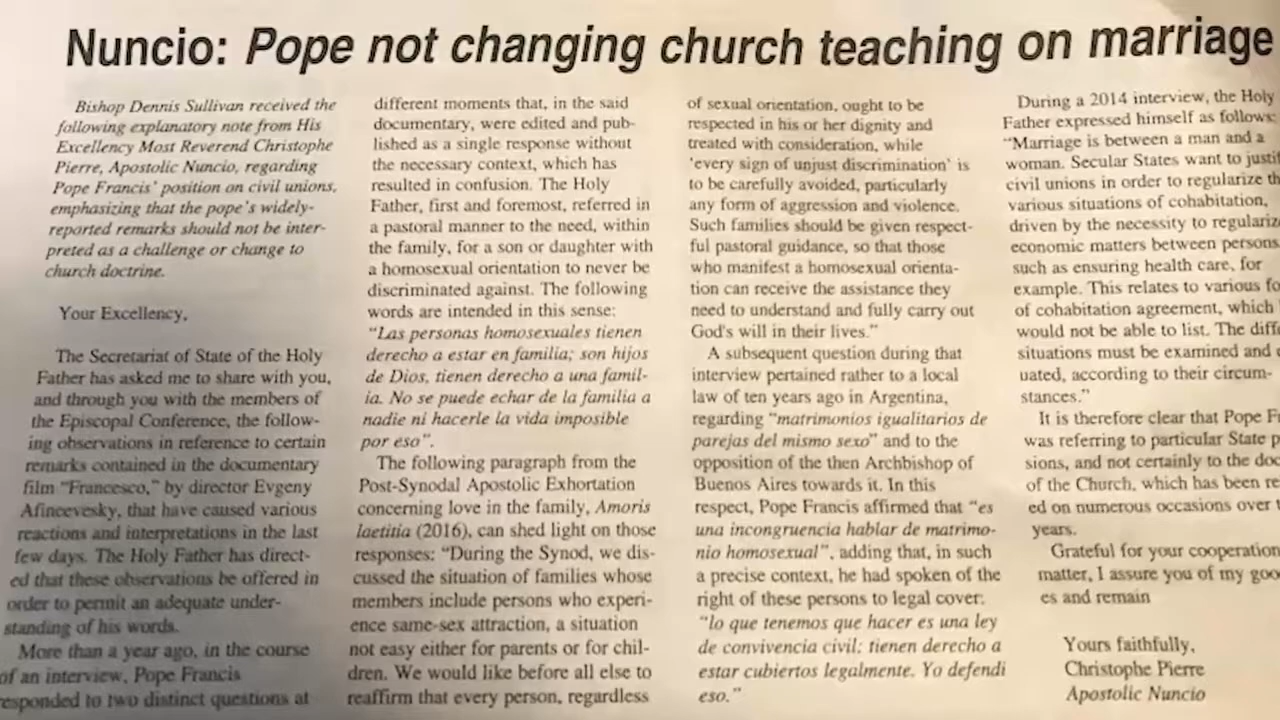 Nuncio: Pope not changing church teaching on marriage
Bishop Dennis Sullivan received the
following explanatory note from His
Excellency Most Reverend Christophe
Pierre, Apostolic Nuncio, regarding
Pope Francis' position on civil unions,
emphasizing that the pope's widely-
reported remarks should not be inter-
preted as a challenge or change to
church doctrine.
Your Excellency,
The Secretariat of State of the Holy
Father has asked me to share with you,
and through you with the members of
the Episcopal Conference, the follow-
ing observations in reference to certain
remarks contained in the documentary
film "Francesco," by director Evgeny
Afincevesky, that have caused various
reactions and interpretations in the last
few days. The Holy Father has direct-
ed that these observations be offered in
order to permit an adequate under-
standing of his words.
More than a year ago, in the course
of an interview, Pope Francis
responded to two distinct questions at
different moments that, in the said
documentary, were edited and pub-
lished as a single response without
the necessary context, which has
resulted in confusion. The Holy
Father, first and foremost, referred in
a pastoral manner to the need, within
the family, for a son or daughter with
a homosexual orientation to never be
discriminated against. The following
words are intended in this sense:
"Las personas homosexuales tienen
derecho a estar en familia; son hijos
de Dios, tienen derecho a una famil-
ia. No se puede echar de la familia a
nadie ni hacerle la vida imposible
por eso".
The following paragraph from the
Post-Synodal Apostolic Exhortation
concerning love in the family, Amoris
laetitia (2016), can shed light on those
responses: "During the Synod, we dis-
cussed the situation of families whose
members include persons who experi-
ence same-sex attraction, a situation
not easy either for parents or for chil-
dren. We would like before all else to
reaffirm that every person, regardless
of sexual orientation, ought to be
respected in his or her dignity and
treated with consideration, while
'every sign of unjust discrimination' is
to be carefully avoided, particularly
any form of aggression and violence.
Such families should be given respect-
ful pastoral guidance, so that those
who manifest a homosexual orienta-
tion can receive the assistance they
need to understand and fully carry out
God's will in their lives."
A subsequent question during that
interview pertained rather to a local
law of ten years ago in Argentina,
regarding "matrimonios igualitarios de
parejas del mismo sexo" and to the
opposition of the then Archbishop of
Buenos Aires towards it. In this
respect, Pope Francis affirmed that "es
una incongruencia hablar de matrimo-
nio homosexual", adding that, in such
a precise context, he had spoken of the
right of these persons to legal cover:
"lo que tenemos que hacer es una ley
de convivencia civil; tienen derecho a
estar cubiertos legalmente. Yo defendi
eso."
During a 2014 interview, the Holy
Father expressed himself as follows:
"Marriage is between a man and a
woman. Secular States want to justif
civil unions in order to regularize th
various situations of cohabitation,
driven by the necessity to regulariz
economic matters between persons
such as ensuring health care, for
example. This relates to various fo
of cohabitation agreement, which
would not be able to list. The diff
situations must be examined and
uated, according to their circum-
stances."
It is therefore clear that Pope F
was referring to particular State p
sions, and not certainly to the doc
of the Church, which has been re
ed on numerous occasions over
years.
Grateful for your cooperation
matter, I assure you of my goo
es and remain
Yours faithfully,
Christophe Pierre
Apostolic Nuncio